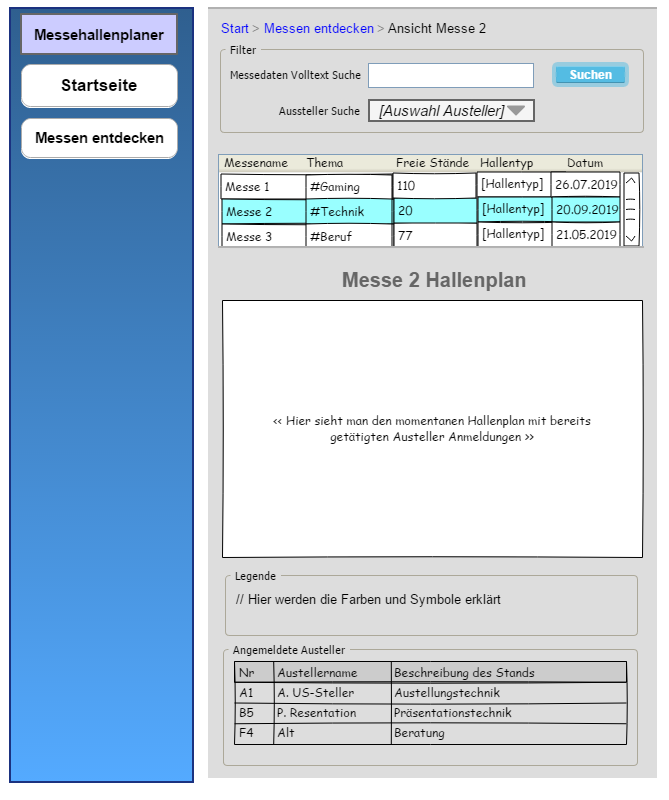 Messehallenplaner
Startseite
Messen entdecken
Start > Messen entdecken > Ansicht Messe 2
Filter
Messedaten Volltext Suche
Suchen
Aussteller Suche
[Auswahl Austeller]
Messename Thema Freie Stände Hallentyp Datum
Messe 1 #Gaming 110 [Hallentyp] 26.07.2019
Messe 2 #Technik 20 [Hallentyp] 20.09.2019
Messe 3 #Beruf 77 [Hallentyp] 21.05.2019
Messe 2 Hallenplan
<< Hier sieht man den momentanen Hallenplan mit bereits
getätigten Austeller Anmeldungen >>
Legende
// Hier werden die Farben und Symbole erklärt
Angemeldete Austeller
Nr Austellername Beschreibung des Stands
A1 A. US-Steller Austellungstechnik
B5 P. Resentation Präsentationstechnik
F4 Alt Beratung